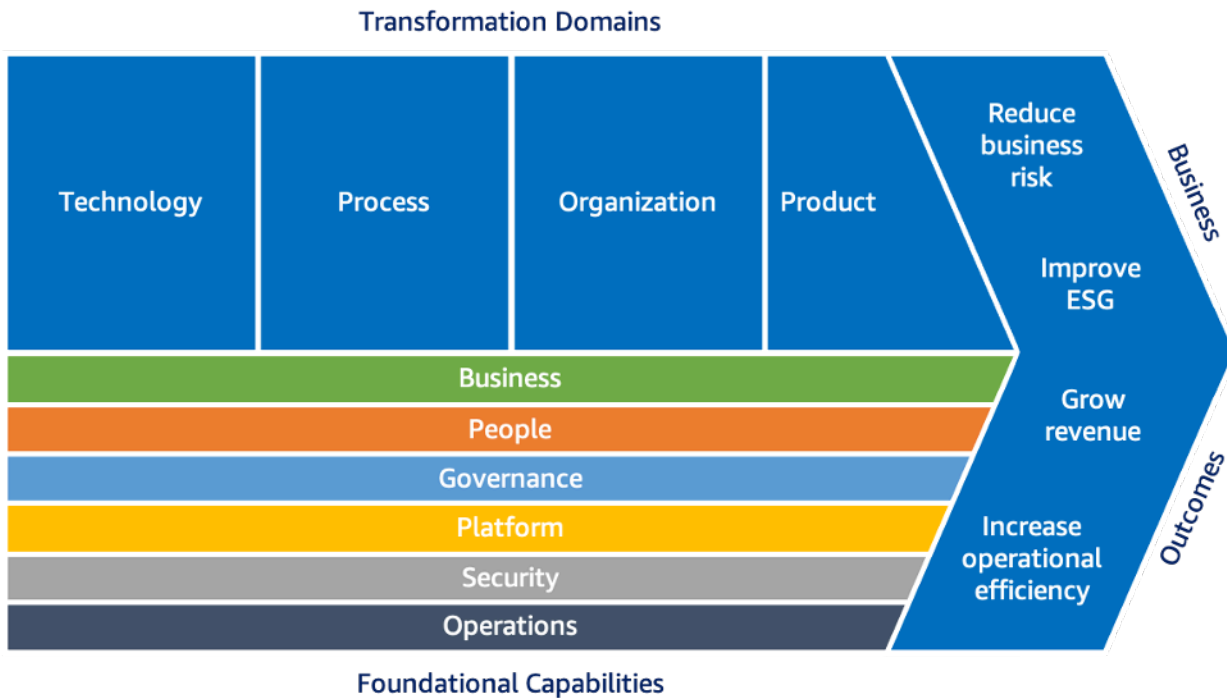 Transformation Domains
Technology
Process
Organization
Product
Reduce
business
risk
Improve
ESG
Grow
revenue
Increase
operational
efficiency
Business
Outcomes
Business
People
Governance
Platform
Security
Operations
Foundational Capabilities